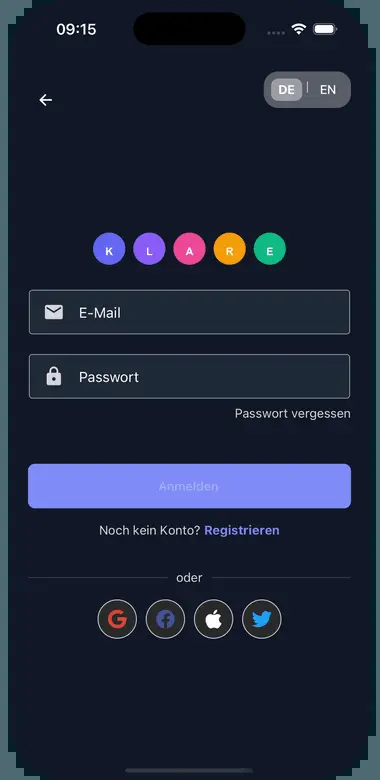 09:15
DE | EN
K L A R E
E-Mail
Passwort
Passwort vergessen
Anmelden
Noch kein Konto? Registrieren
oder